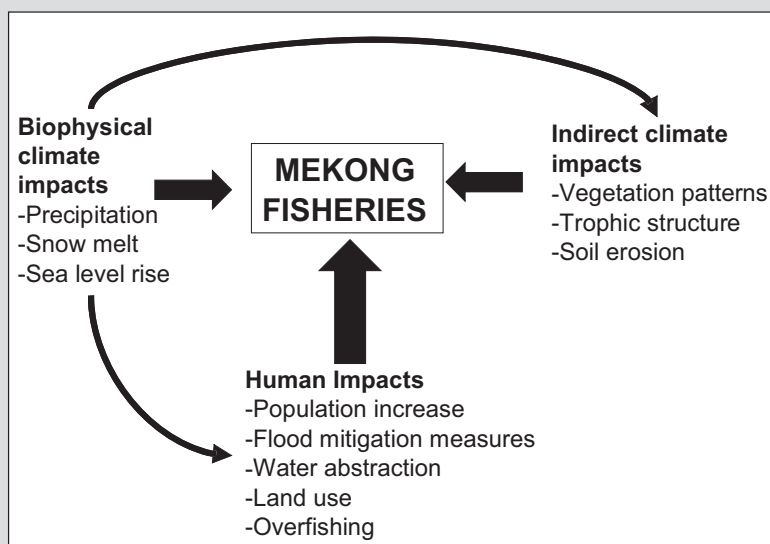 Biophysical
climate
impacts
-Precipitation
-Snow melt
-Sea level rise
MEKONG
FISHERIES
Indirect climate
impacts
-Vegetation patterns
-Trophic structure
-Soil erosion
Human Impacts
-Population increase
-Flood mitigation measures
-Water abstraction
-Land use
-Overfishing